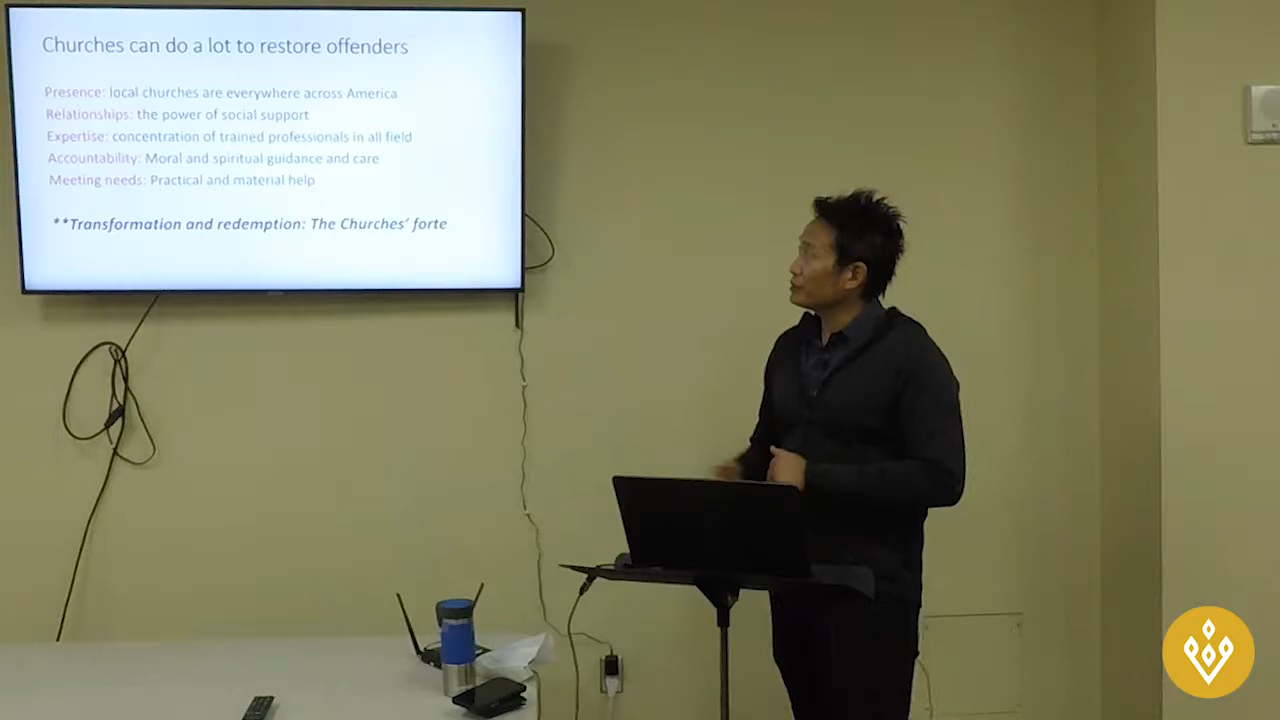 Churches can do a lot to restore offenders
Presence: local churches are everywhere across America
Relationships: the power of social support
Expertise: concentration of trained professionals in all field
Accountability: Moral and spiritual guidance and care
Meeting needs: Practical and material help
**Transformation and redemption: The Churches' forte